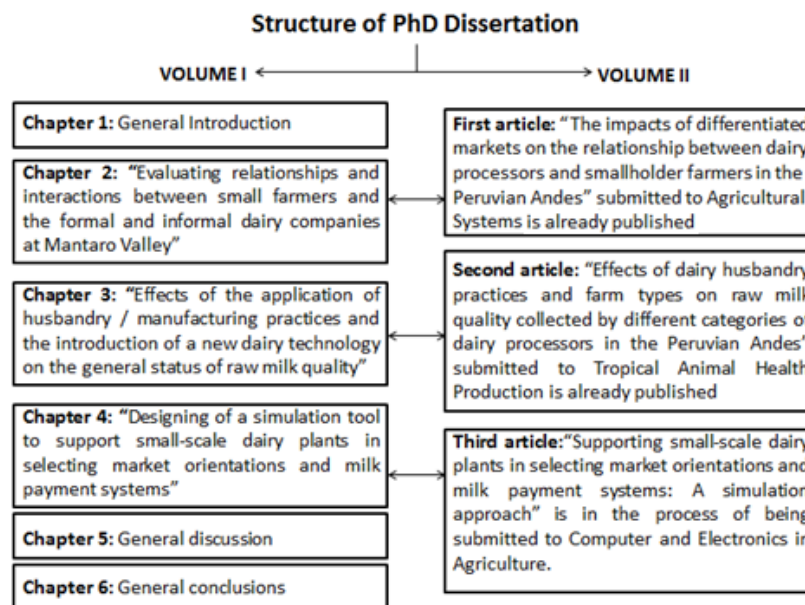 Structure of PhD Dissertation
VOLUME I
VOLUME II
Chapter 1: General Introduction
Chapter 2: “Evaluating relationships and
interactions between small farmers and
the formal and informal dairy companies
at Mantaro Valley”
Chapter 3: “Effects of the application of
husbandry / manufacturing practices and
the introduction of a new dairy technology
on the general status of raw milk quality”
Chapter 4: “Designing of a simulation tool
to support small-scale dairy plants in
selecting market orientations and milk
payment systems”
Chapter 5: General discussion
Chapter 6: General conclusions
First article: “The impacts of differentiated
markets on the relationship between dairy
processors and smallholder farmers in the
Peruvian Andes” submitted to Agricultural
Systems is already published
Second article: “Effects of dairy husbandry
practices and farm types on raw milk
quality collected by different categories of
dairy processors in the Peruvian Andes”
submitted to Tropical Animal Health
Production is already published
Third article:“Supporting small-scale dairy
plants in selecting market orientations and
milk payment systems: A simulation
approach” is in the process of being
submitted to Computer and Electronics in
Agriculture.